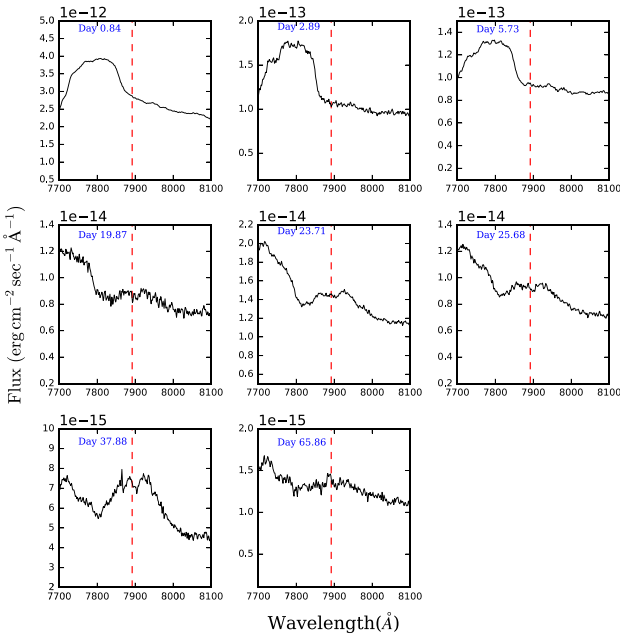 1e−12
Day 0.84
5.0
4.5
4.0
3.5
3.0
2.5
2.0
1.5
1.0
0.5
7700 7800 7900 8000 8100
1e−13
Day 2.89
2.0
1.5
1.0
0.5
0.0
7700 7800 7900 8000 8100
1e−13
Day 5.73
1.4
1.2
1.0
0.8
0.6
0.4
0.2
7700 7800 7900 8000 8100
1e−14
Day 19.87
1.4
1.2
1.0
0.8
0.6
0.4
0.2
7700 7800 7900 8000 8100
1e−14
Day 23.71
2.2
2.0
1.8
1.6
1.4
1.2
1.0
0.8
0.6
7700 7800 7900 8000 8100
1e−14
Day 25.68
1.4
1.2
1.0
0.8
0.6
0.4
0.2
7700 7800 7900 8000 8100
1e−15
Day 37.88
10
9
8
7
6
5
4
3
2
7700 7800 7900 8000 8100
1e−15
Day 65.86
2.0
1.5
1.0
0.5
7700 7800 7900 8000 8100
Flux (erg cm⁻² sec⁻¹ Å⁻¹)
Wavelength(Å)